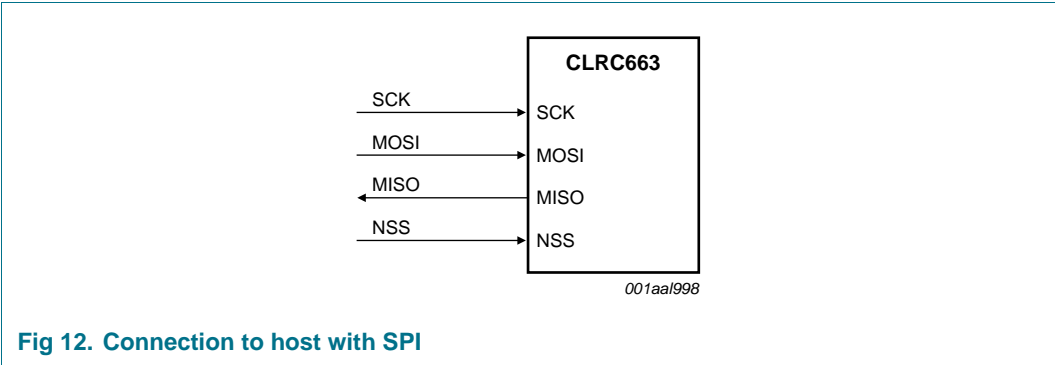 CLRC663
SCK
SCK
MOSI
MOSI
MISO
MISO
NSS
NSS
001aal998
Fig 12. Connection to host with SPI